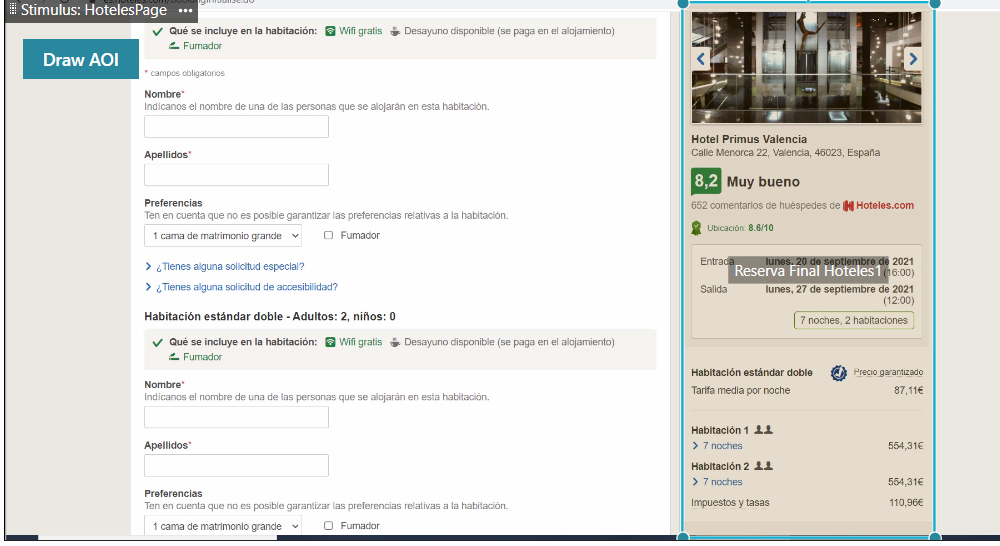 Stimulus: HotelesPage •••
Draw AOI
Qué se incluye en la habitación: Wifi gratis Desayuno disponible (se paga en el alojamiento)
Fumador
* campos obligatorios
Nombre*
Indícanos el nombre de una de las personas que se alojarán en esta habitación.
Apellidos*
Preferencias
Ten en cuenta que no es posible garantizar las preferencias relativas a la habitación.
1 cama de matrimonio grande Fumador
¿Tienes alguna solicitud especial?
¿Tienes alguna solicitud de accesibilidad?
Habitación estándar doble - Adultos: 2, niños: 0
Qué se incluye en la habitación: Wifi gratis Desayuno disponible (se paga en el alojamiento)
Fumador
Nombre*
Indícanos el nombre de una de las personas que se alojarán en esta habitación.
Apellidos*
Preferencias
Ten en cuenta que no es posible garantizar las preferencias relativas a la habitación.
1 cama de matrimonio grande Fumador
Hotel Primus Valencia
Calle Menorca 22, Valencia, 46023, España
8,2 Muy bueno
652 comentarios de huéspedes de Hoteles.com
Ubicación: 8.6/10
Entrada lunes, 20 de septiembre de 2021
(16:00)
Reserva Final Hoteles1
Salida lunes, 27 de septiembre de 2021
(12:00)
7 noches, 2 habitaciones
Habitación estándar doble Precio garantizado
Tarifa media por noche 87,11€
Habitación 1
7 noches 554,31€
Habitación 2
7 noches 554,31€
Impuestos y tasas 110,96€